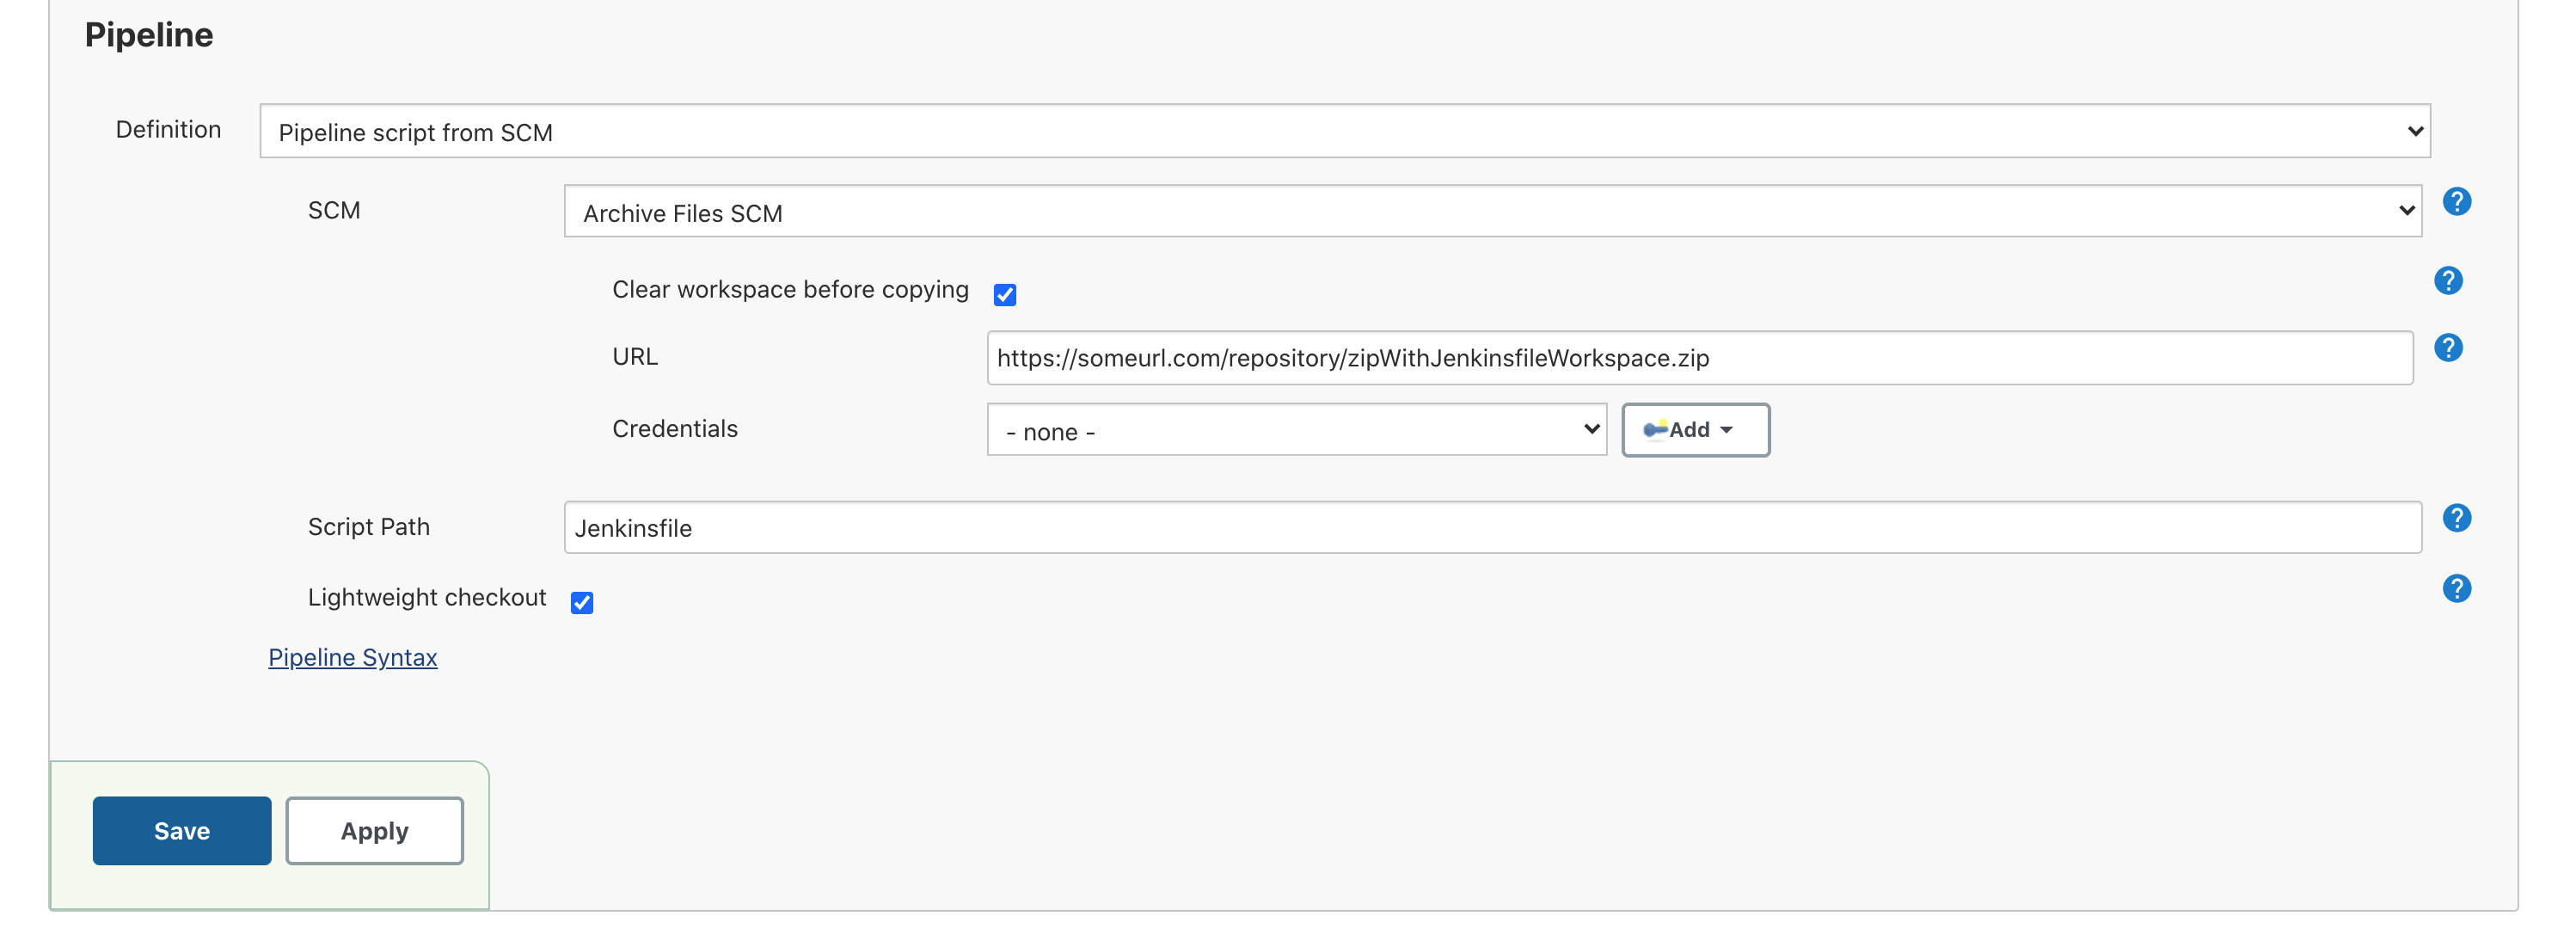 Pipeline
Definition Pipeline script from SCM
SCM Archive Files SCM ?
Clear workspace before copying ?
URL https://someurl.com/repository/zipWithJenkinsfileWorkspace.zip ?
Credentials - none - Add
Script Path Jenkinsfile ?
Lightweight checkout ?
Pipeline Syntax
Save Apply